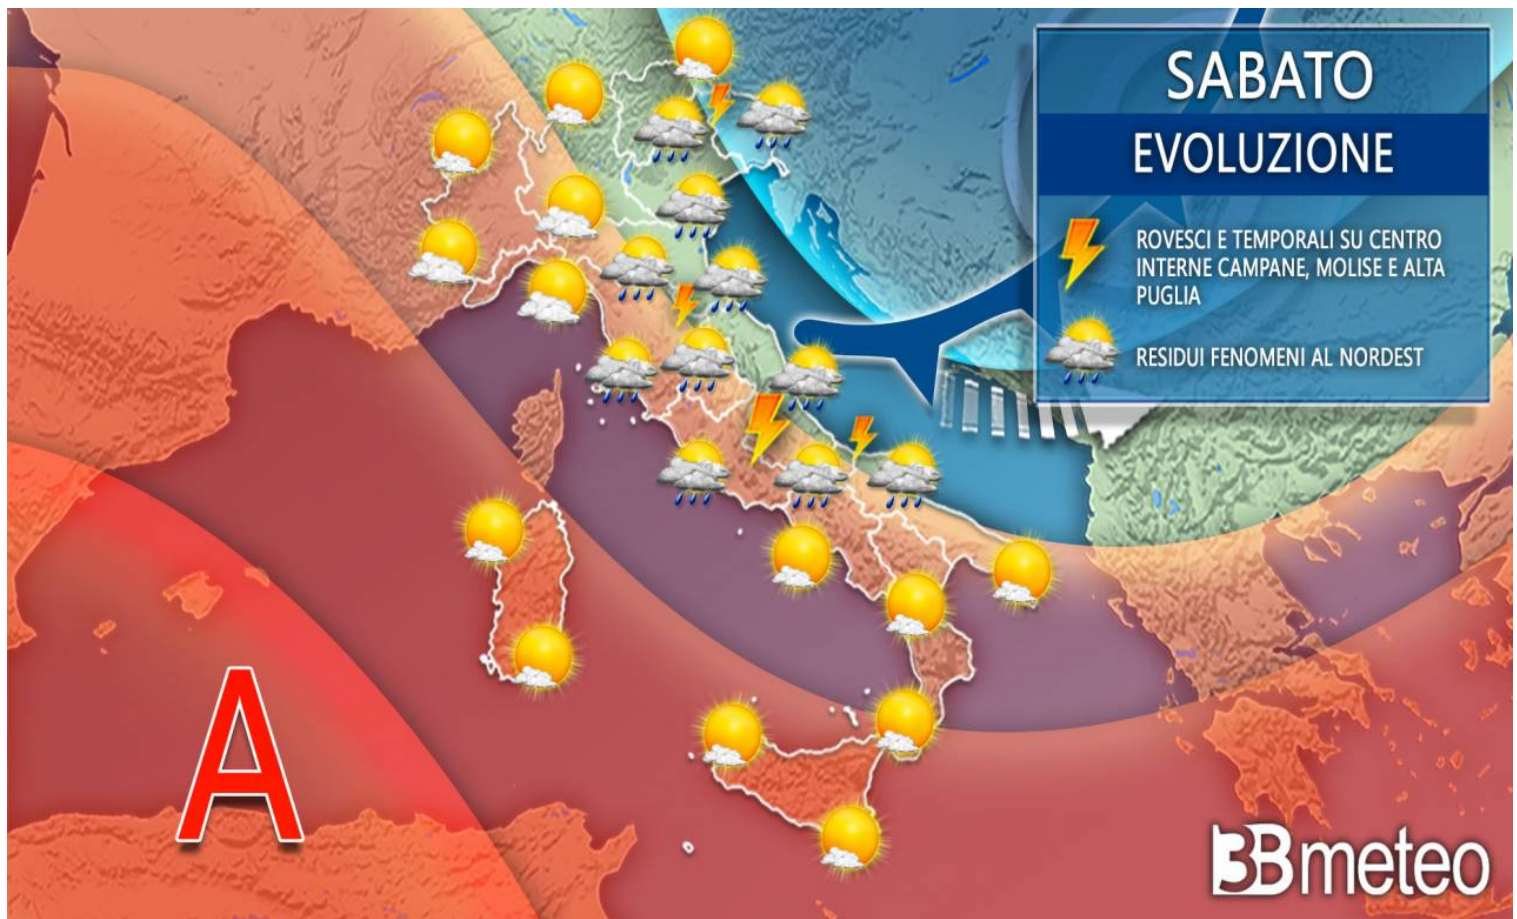 SABATO
EVOLUZIONE
ROVESCI E TEMPORALI SU CENTRO
INTERNE CAMPANE, MOLISE E ALTA
PUGLIA
RESIDUI FENOMENI AL NORDEST
A
3Bmeteo